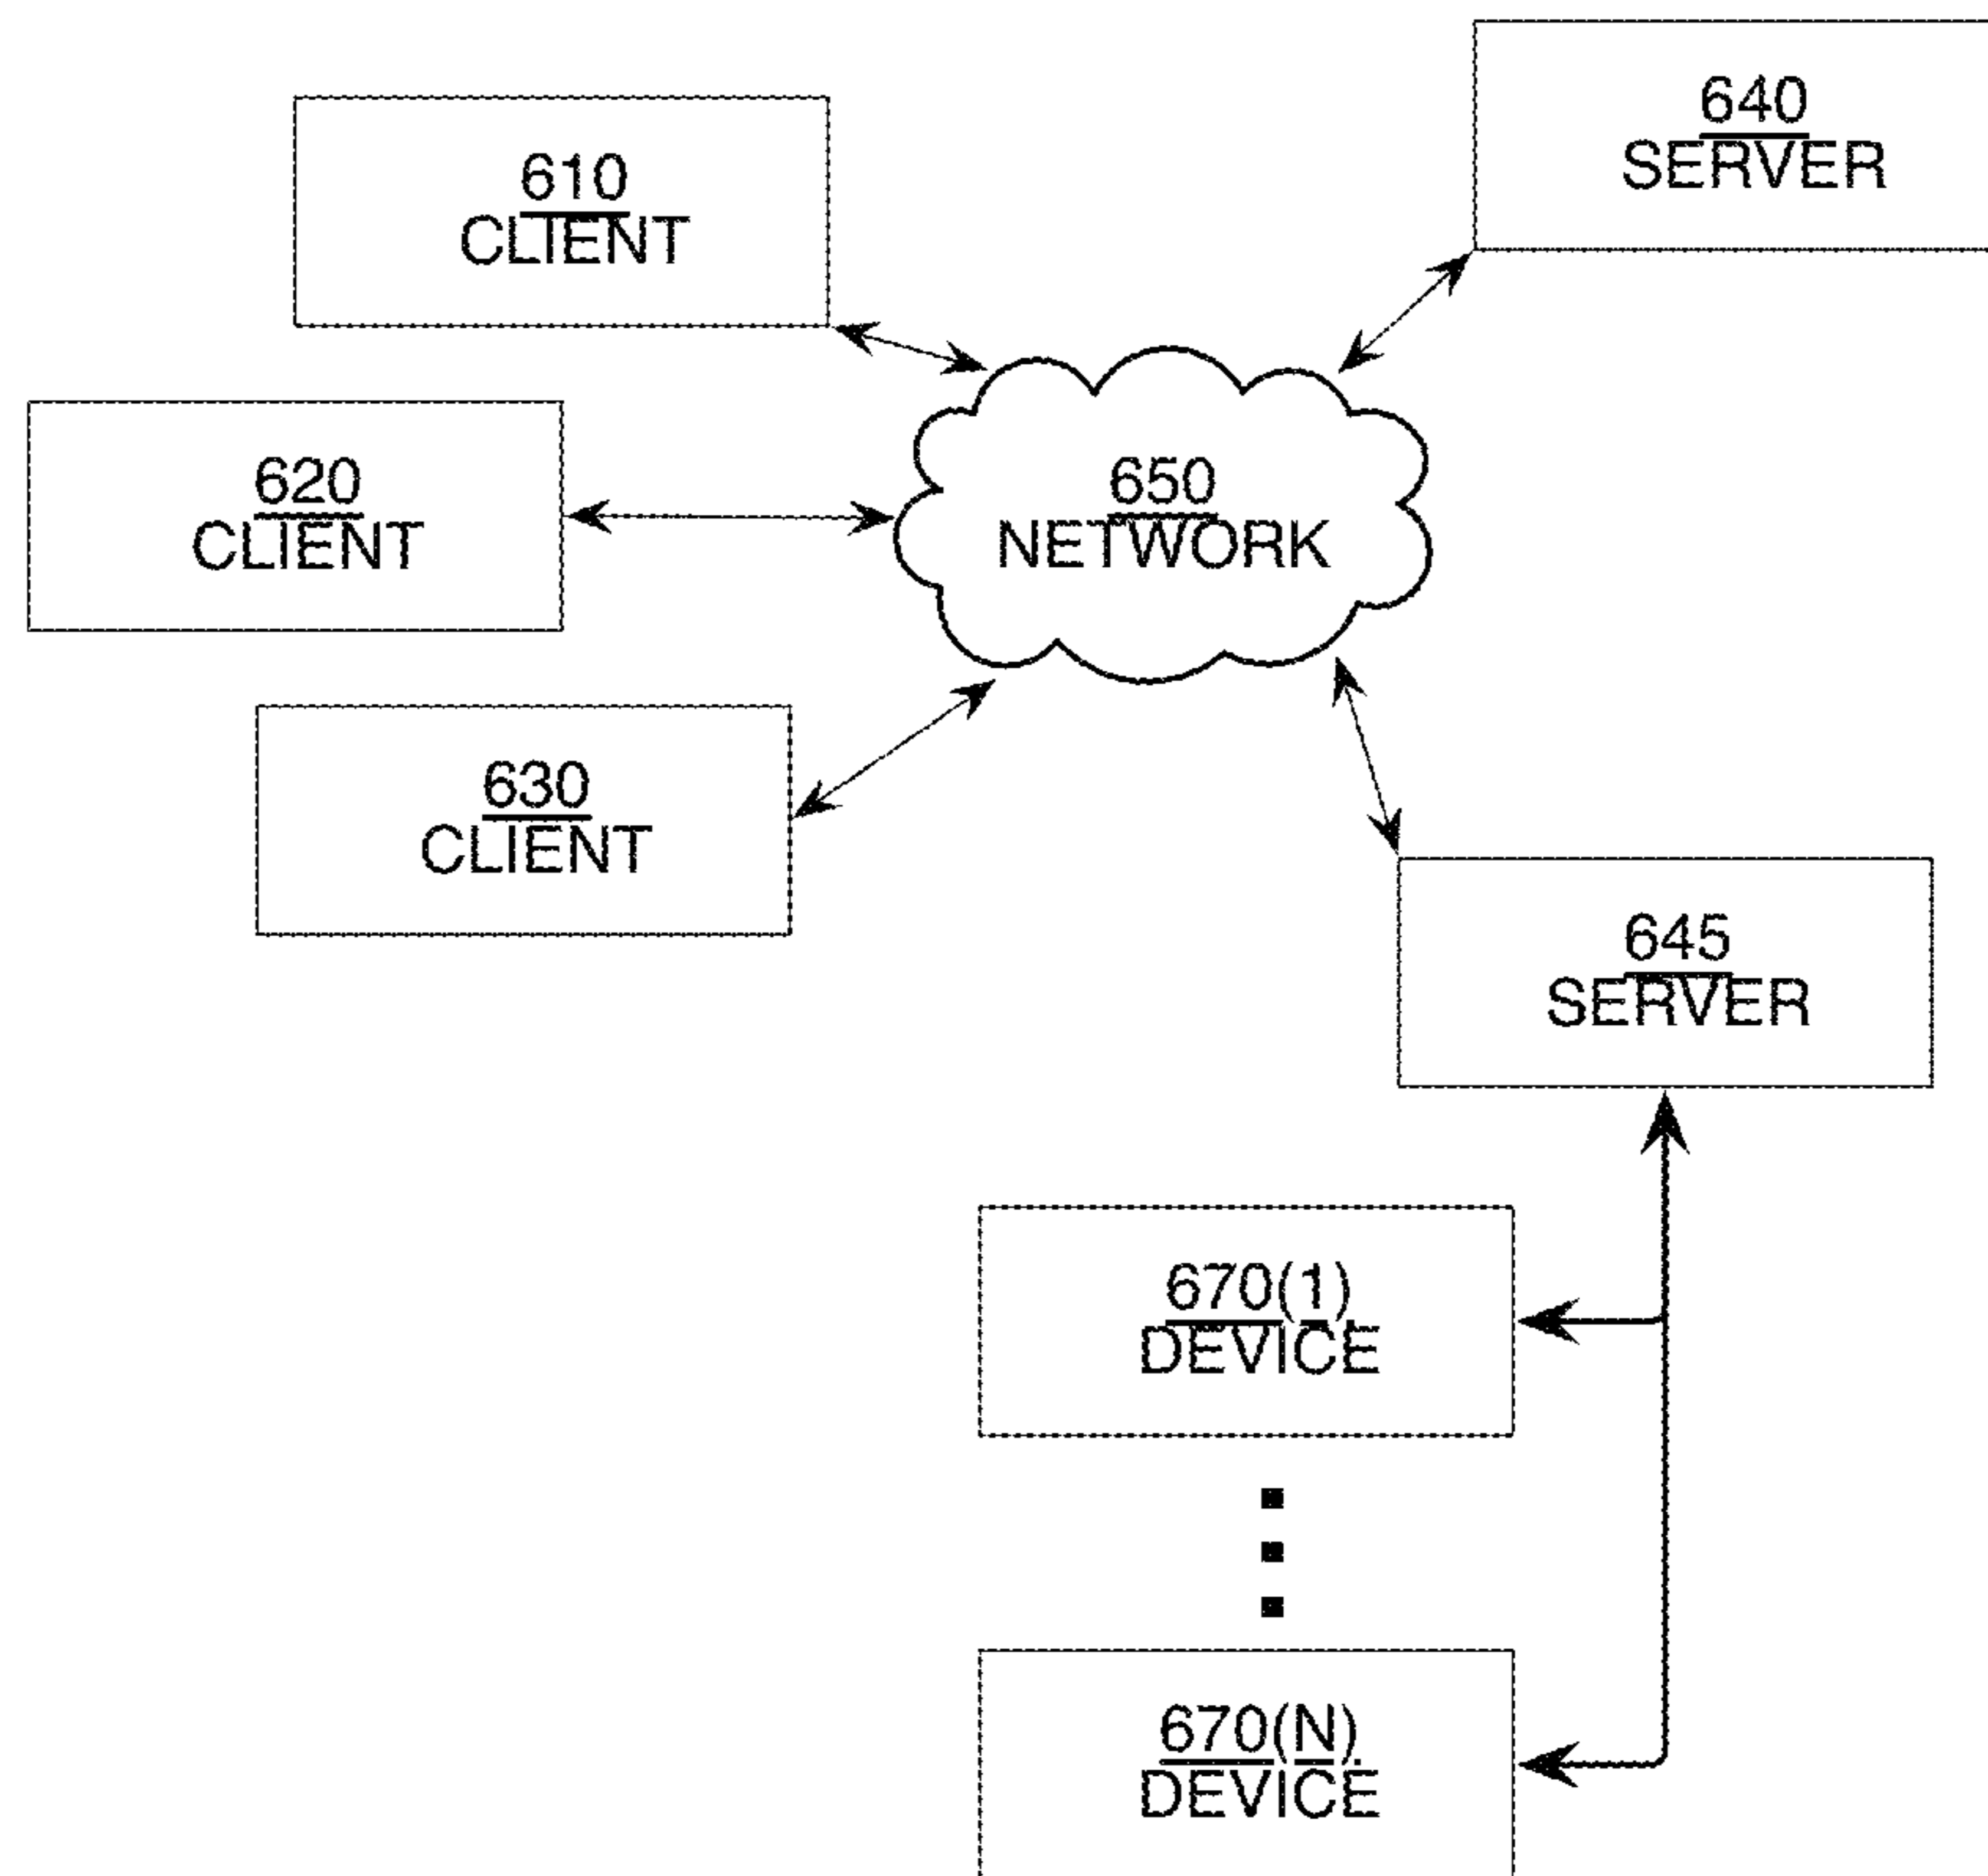 640
SERVER
610
CLIENT
620
CLIENT
650
NETWORK
630
CLIENT
645
SERVER
670(1)
DEVICE
670(N)
DEVICE